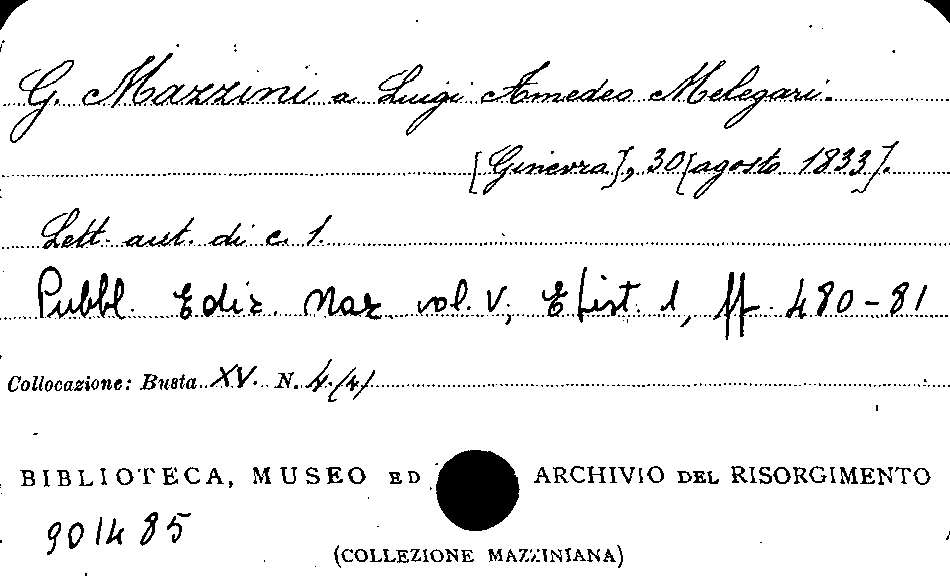 G. Mazzini a Luigi Amedeo Melegari.
[Ginevra], 30 [agosto 1833].
Lett. aut. di c. 1.
Pubbl. Ediz. Naz. vol. V, Epist. 1, pp. 480-81
Collocazione: Busta XV. N. 4/4/
BIBLIOTECA, MUSEO ED ARCHIVIO DEL RISORGIMENTO
901485
(COLLEZIONE MAZZINIANA)